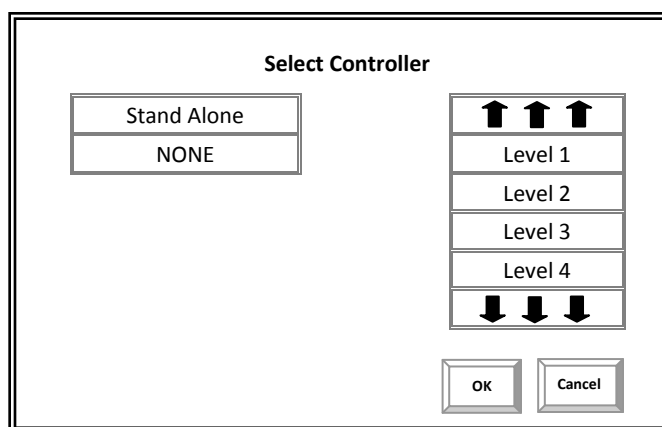 Select Controller
Stand Alone
NONE
Level 1
Level 2
Level 3
Level 4
OK
Cancel